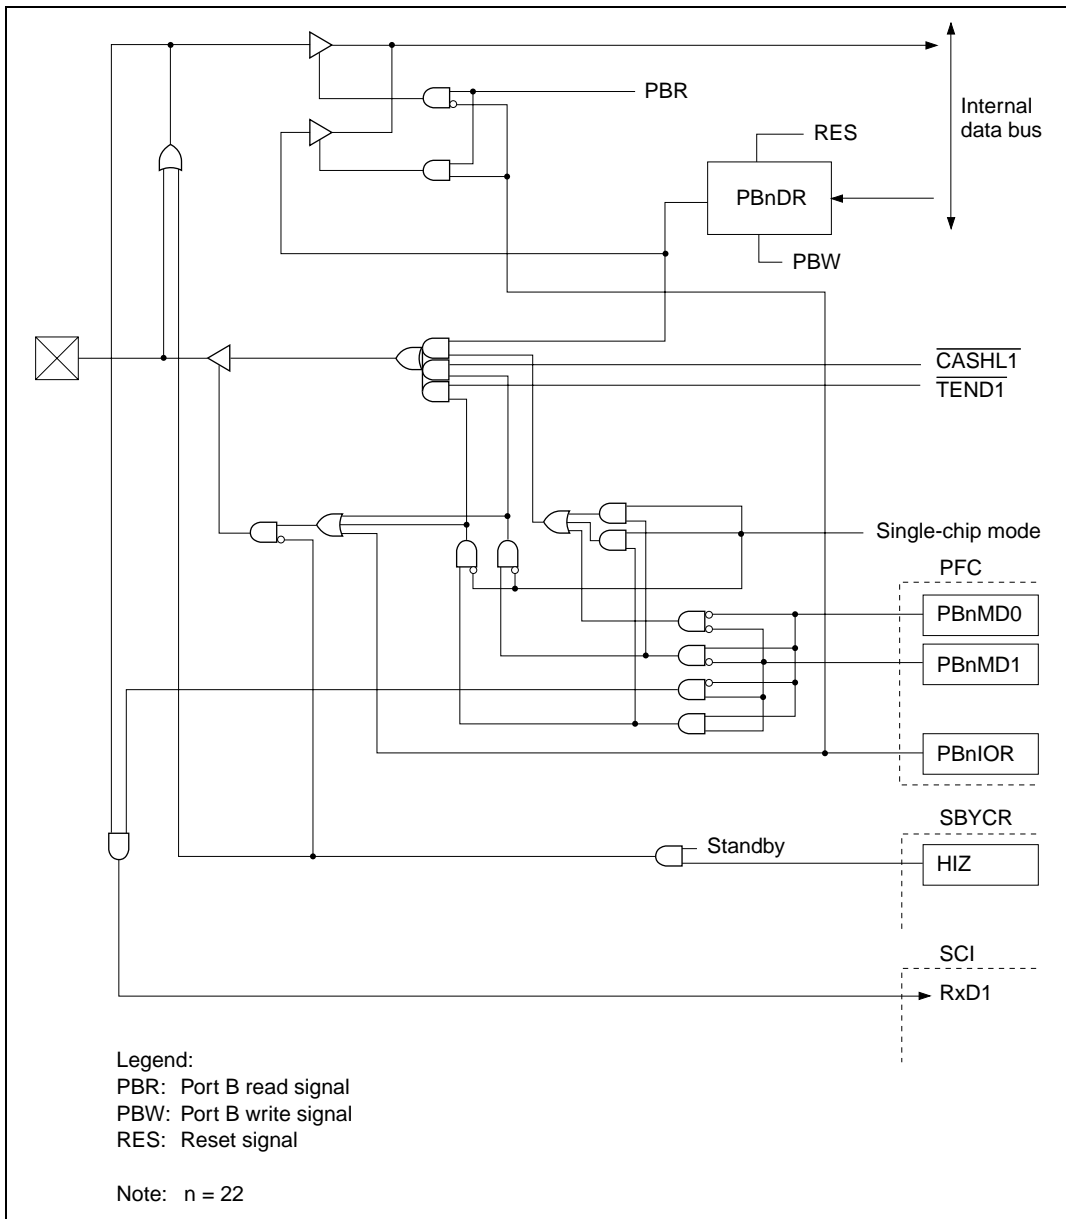 PBR
Internal
data bus
RES
PBnDR
PBW
CASHL1
TEND1
Single-chip mode
PFC
PBnMD0
PBnMD1
PBnIOR
SBYCR
Standby
HIZ
SCI
RxD1
Legend:
PBR: Port B read signal
PBW: Port B write signal
RES: Reset signal
Note: n = 22